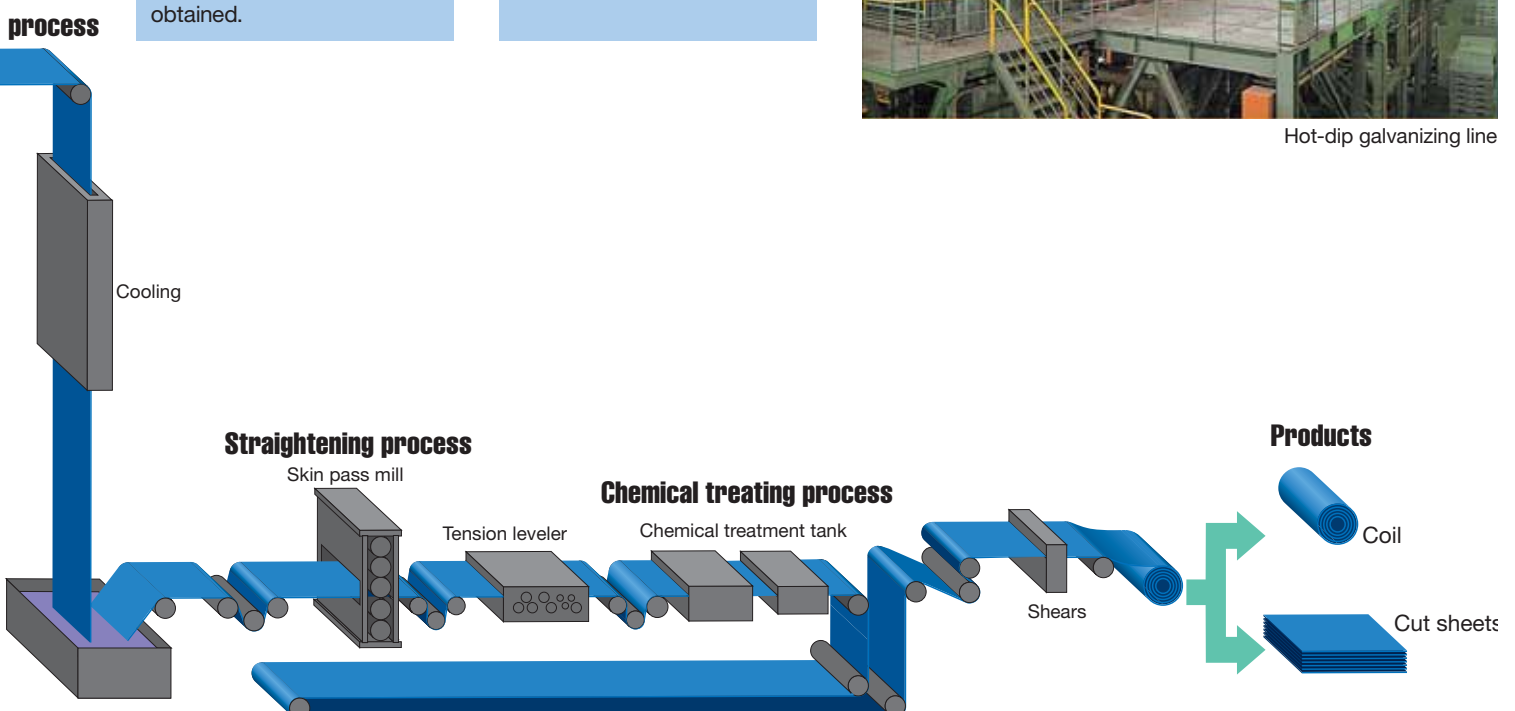 process
obtained.
Hot-dip galvanizing line
Cooling
Straightening process
Skin pass mill
Tension leveler
Chemical treating process
Chemical treatment tank
Shears
Products
Coil
Cut sheets